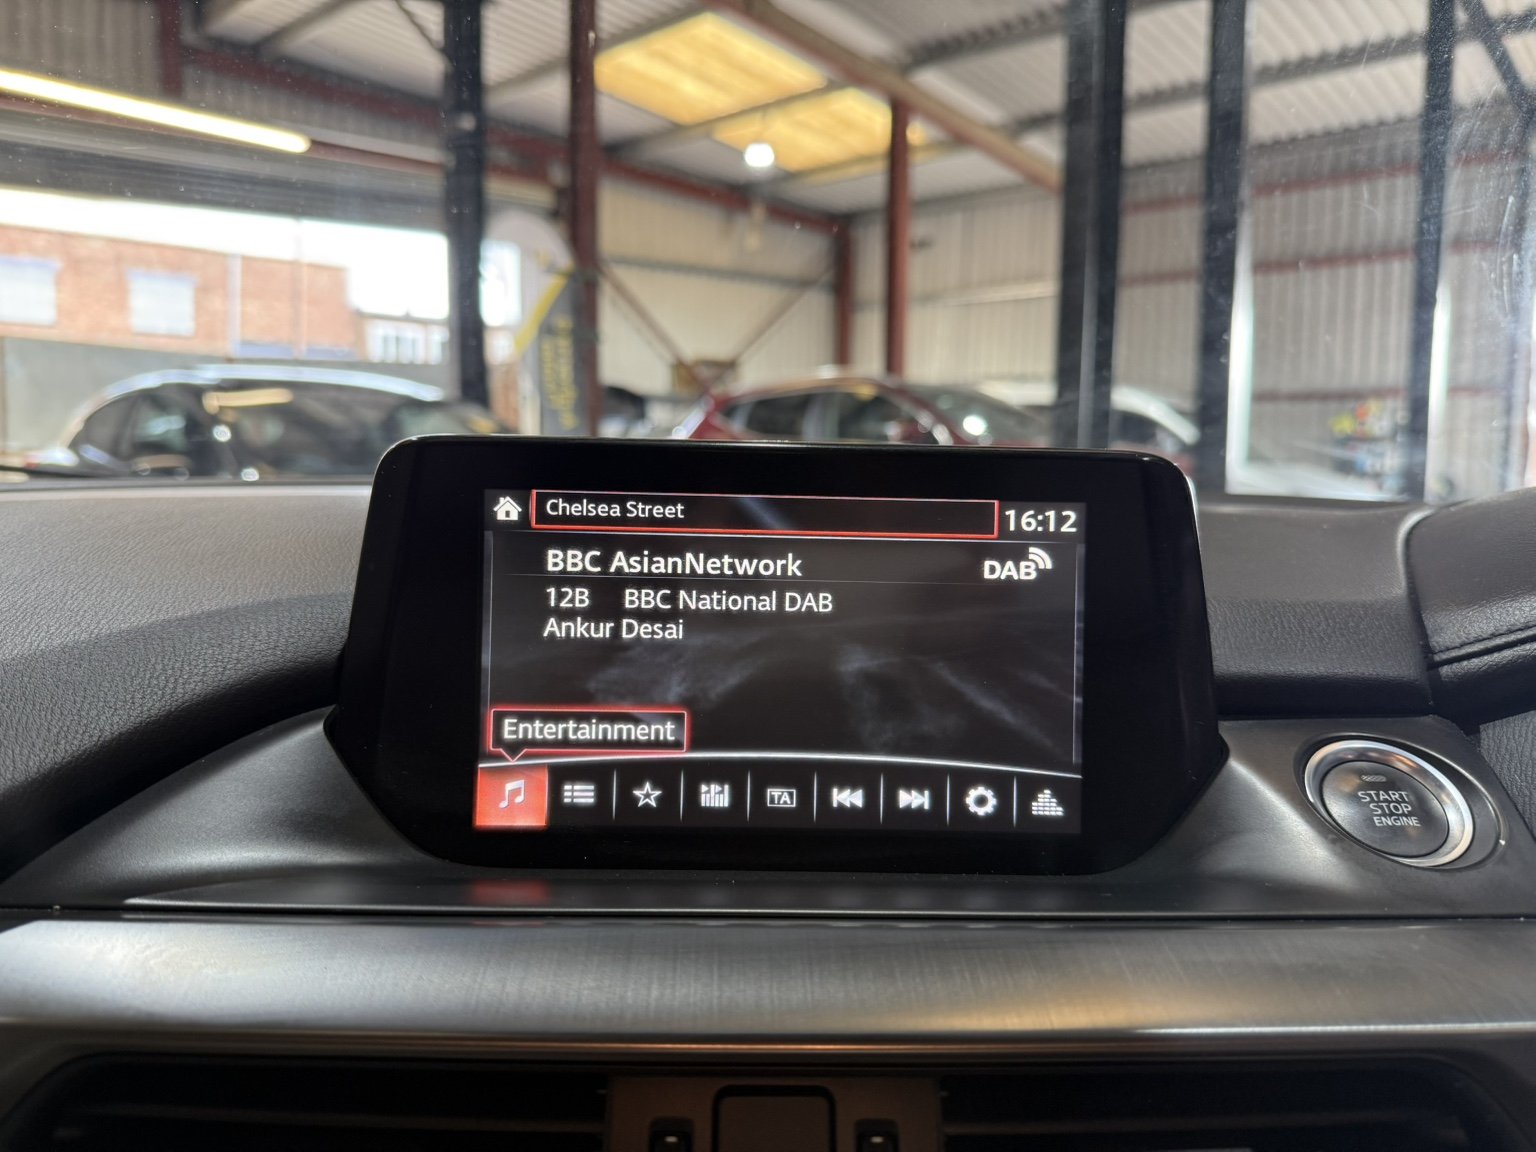 Chelsea Street
16:12
BBC AsianNetwork
DAB
12B BBC National DAB
Ankur Desai
Entertainment
TA
START
STOP
ENGINE